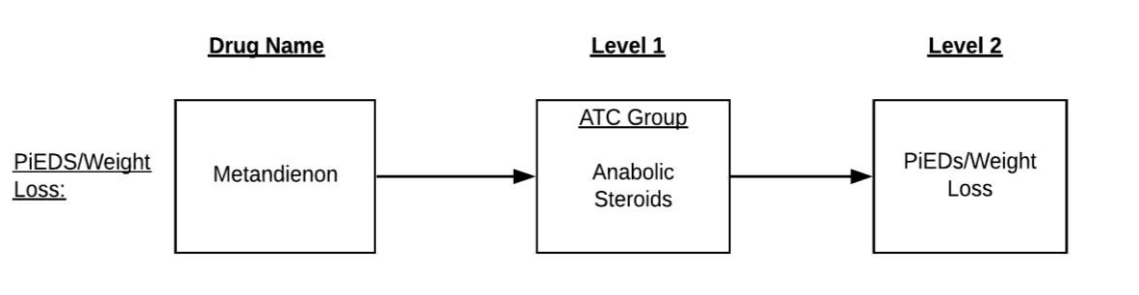 Drug Name
Level 1
Level 2
PiEDS/Weight
Loss:
Metandienon
ATC Group
Anabolic
Steroids
PiEDs/Weight
Loss